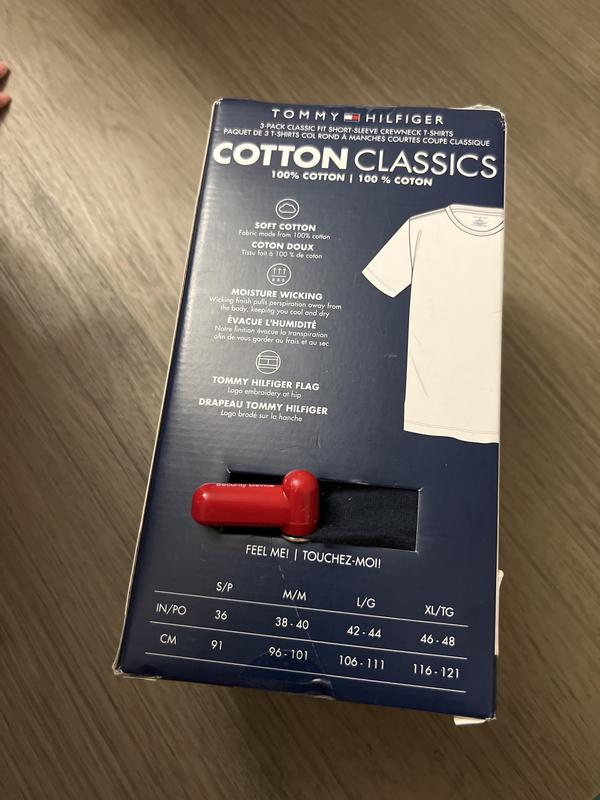 TOMMY HILFIGER
3-PACK CLASSIC FIT SHORT-SLEEVE CREWNECK T-SHIRTS
PAQUET DE 3 T-SHIRTS COL ROND À MANCHES COURTES COUPE CLASSIQUE
COTTON CLASSICS
100% COTTON | 100 % COTON
SOFT COTTON
Fabric made from 100% cotton
COTON DOUX
Tissu fait à 100 % de coton
MOISTURE WICKING
Wicking finish pulls perspiration away from
the body, keeping you cool and dry
ÉVACUE L'HUMIDITÉ
Notre finition évacue la transpiration
afin de vous garder au frais et au sec
TOMMY HILFIGER FLAG
Logo embroidery at hip
DRAPEAU TOMMY HILFIGER
Logo brodé sur la hanche
Security Device
FEEL ME! | TOUCHEZ-MOI!
S/P M/M L/G XL/TG
IN/PO 36 38 - 40 42 - 44 46 - 48
CM 91 96 - 101 106 - 111 116 - 121